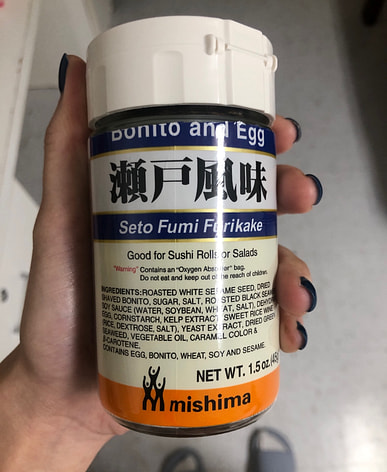 Bonito and Egg
瀬戸風味
Seto Fumi Furikake
Good for Sushi Rolls or Salads
"Warning" Contains an "Oxygen Absorber" bag.
Do not eat and keep out of the reach of children.
INGREDIENTS: ROASTED WHITE SESAME SEED, DRIED
SHAVED BONITO, SUGAR, SALT, ROASTED BLACK SESAME
SOY SAUCE (WATER, SOYBEAN, WHEAT, SALT), DEHYD
EGG, CORNSTARCH, KELP EXTRACT, SWEET RICE WINE
RICE, DEXTROSE, SALT), YEAST EXTRACT, DRIED GREEN
SEAWEED, VEGETABLE OIL, CARAMEL COLOR &
B-CAROTENE.
CONTAINS EGG, BONITO, WHEAT, SOY AND SESAME.
NET WT. 1.5 oz. (45g
mishima